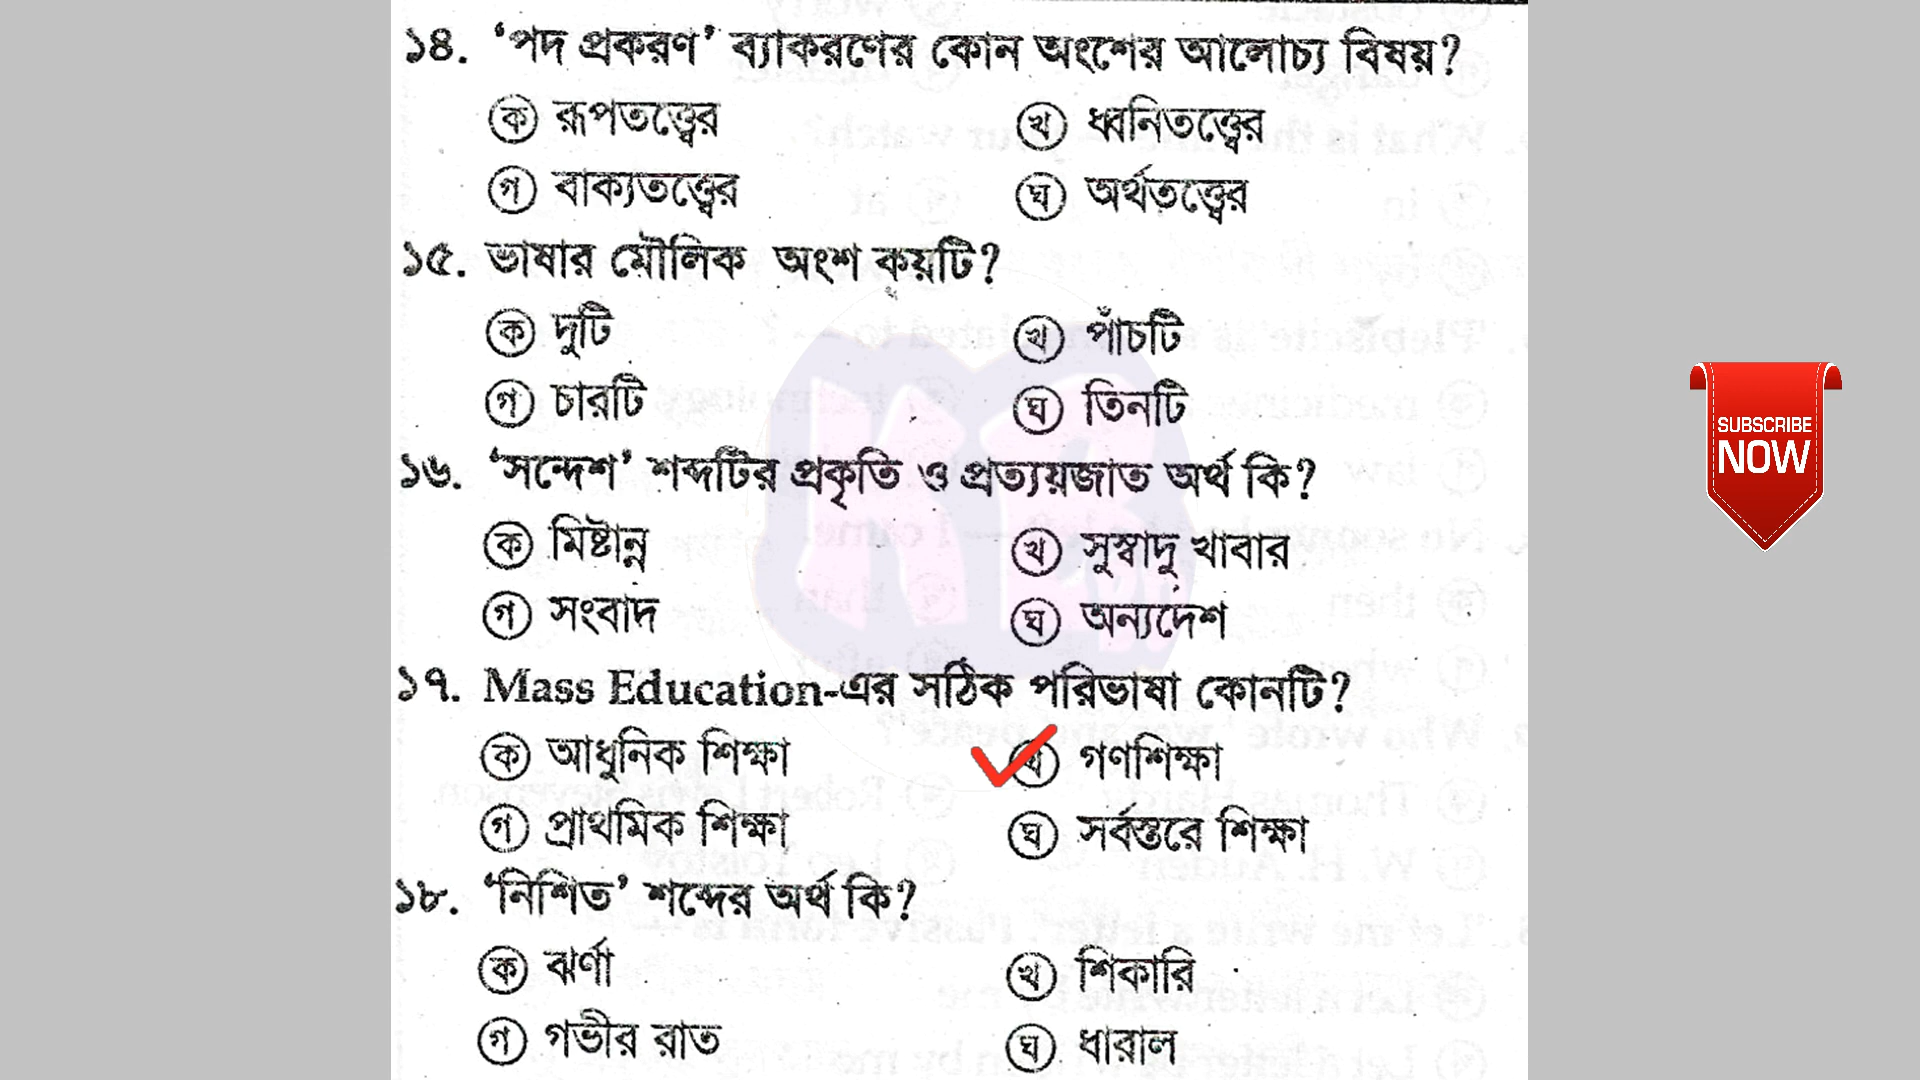 ১৪. ‘পদ প্রকরণ’ ব্যাকরণের কোন অংশের আলোচ্য বিষয়?
ক রূপতত্ত্বের খ ধ্বনিতত্ত্বের
গ বাক্যতত্ত্বের ঘ অর্থতত্ত্বের
১৫. ভাষার মৌলিক অংশ কয়টি?
ক দুটি খ পাঁচটি
গ চারটি ঘ তিনটি
১৬. ‘সন্দেশ’ শব্দটির প্রকৃতি ও প্রত্যয়জাত অর্থ কি?
ক মিষ্টান্ন খ সুস্বাদু খাবার
গ সংবাদ ঘ অন্যদেশ
১৭. Mass Education-এর সঠিক পরিভাষা কোনটি?
ক আধুনিক শিক্ষা খ গণশিক্ষা
গ প্রাথমিক শিক্ষা ঘ সর্বস্তরে শিক্ষা
১৮. ‘নিশিত’ শব্দের অর্থ কি?
ক ঝর্ণা খ শিকারি
গ গভীর রাত ঘ ধারাল
SUBSCRIBE
NOW